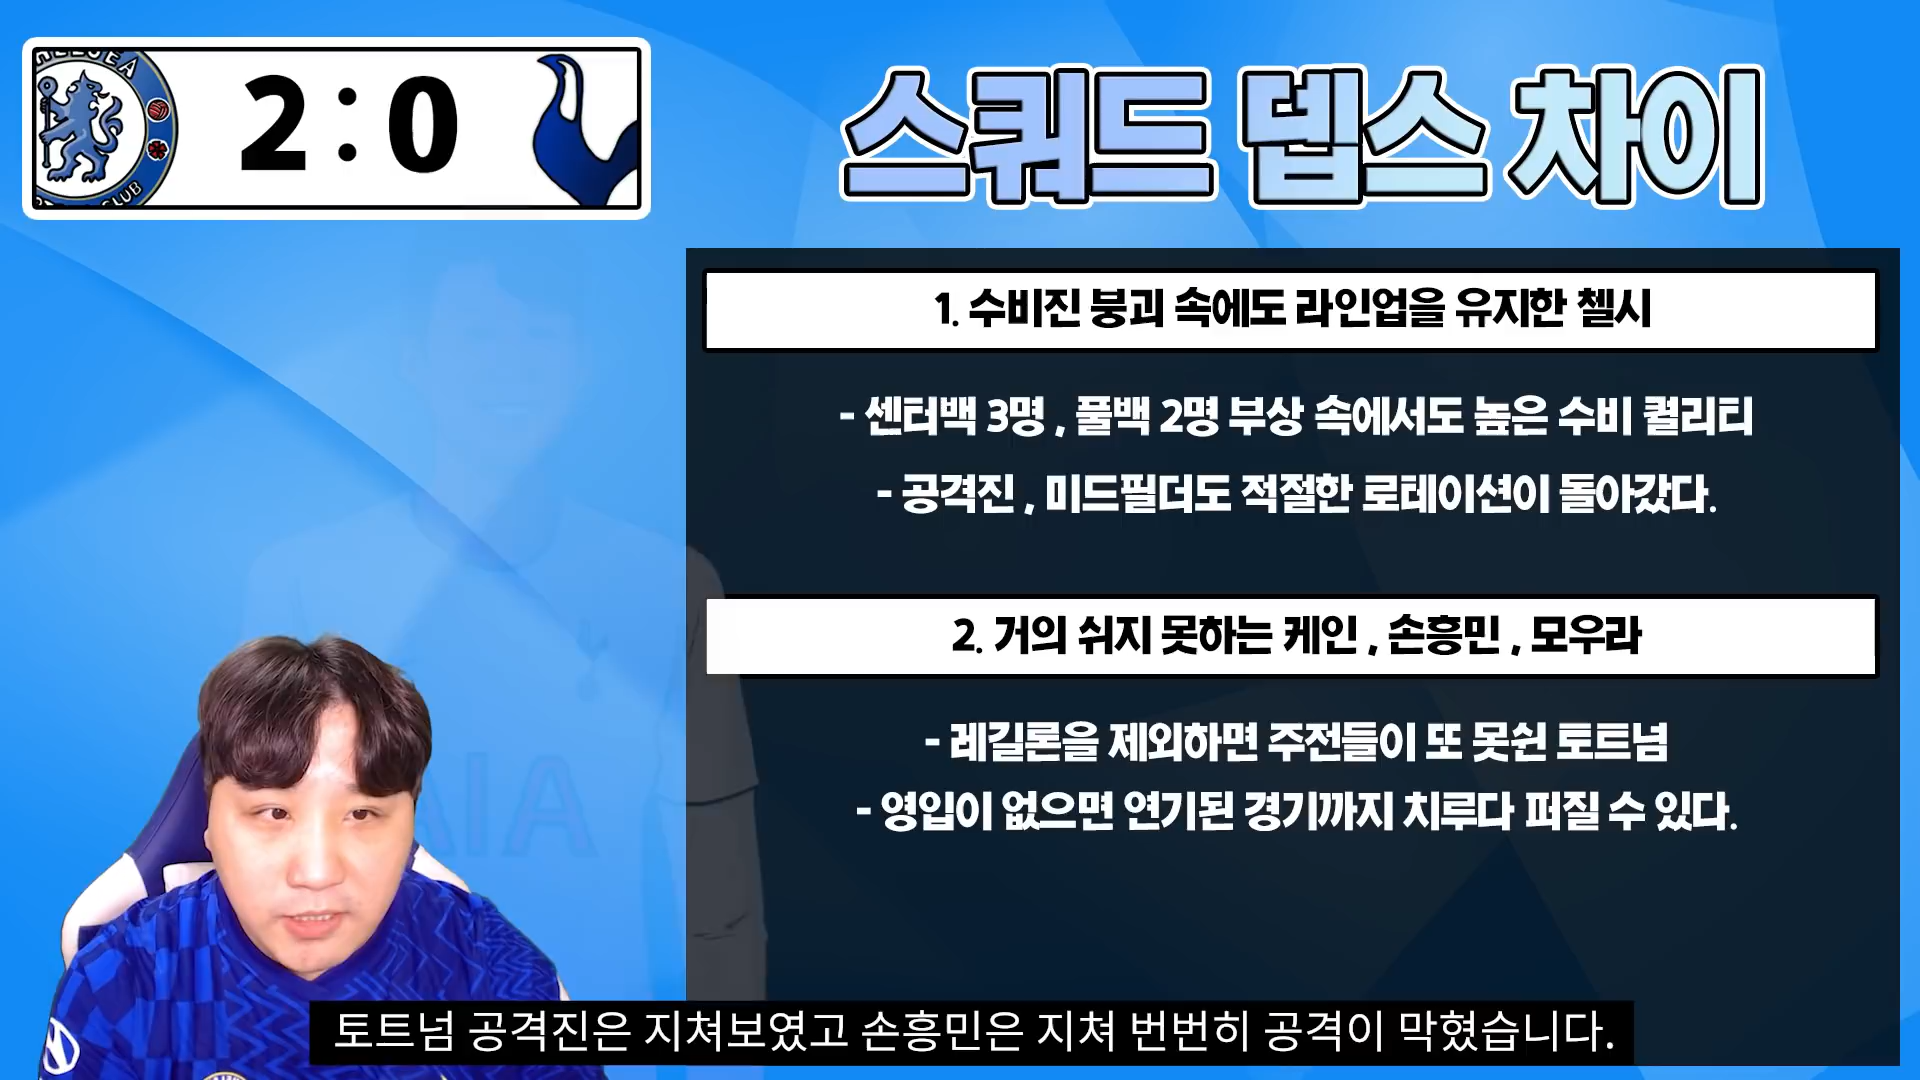 CHELSEA
CLUB
2:0
스쿼드 뎁스 차이
1. 수비진 붕괴 속에도 라인업을 유지한 첼시
- 센터백 3명 , 풀백 2명 부상 속에서도 높은 수비 퀄리티
- 공격진 , 미드필더도 적절한 로테이션이 돌아갔다.
2. 거의 쉬지 못하는 케인 , 손흥민 , 모우라
- 레길론을 제외하면 주전들이 또 못쉰 토트넘
- 영입이 없으면 연기된 경기까지 치루다 퍼질 수 있다.
AIA
토트넘 공격진은 지쳐보였고 손흥민은 지쳐 번번히 공격이 막혔습니다.